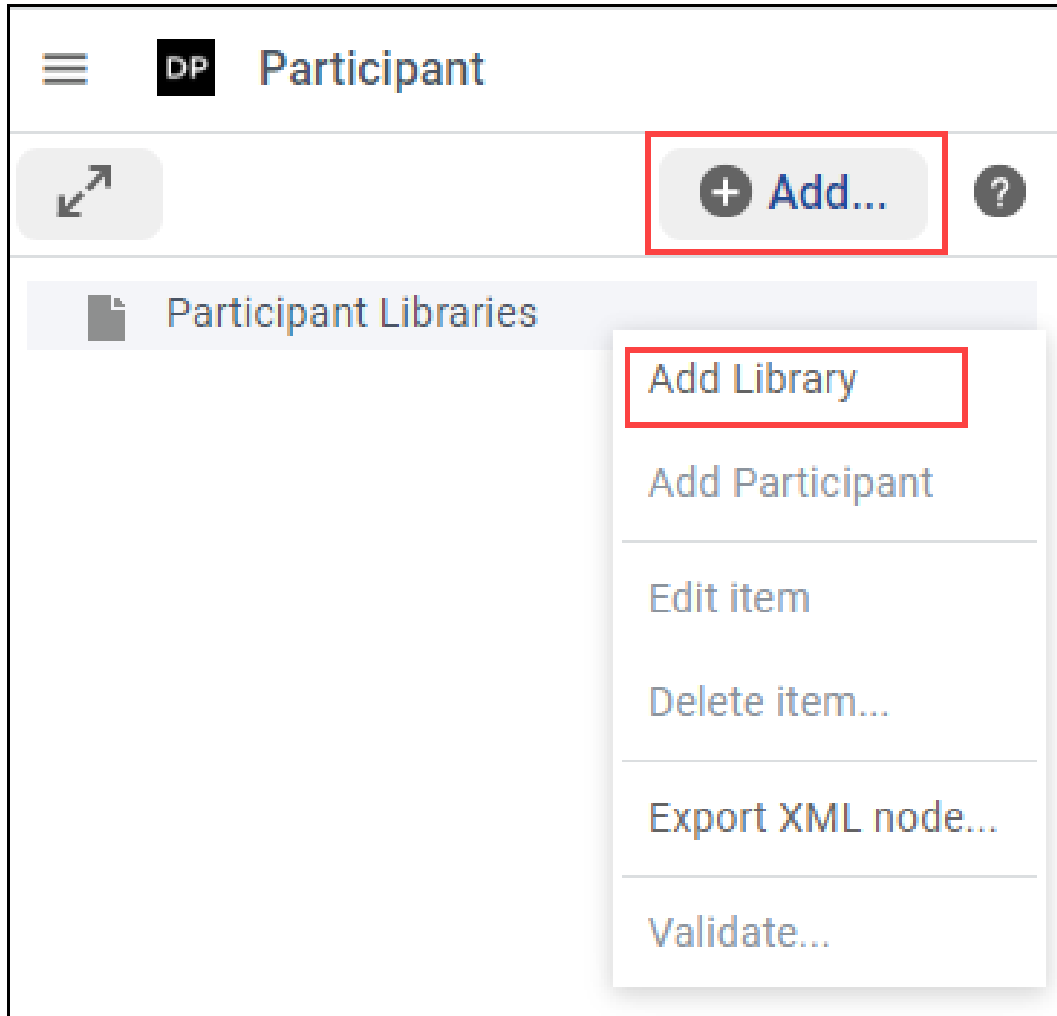 DP Participant
Add...
Participant Libraries
Add Library
Add Participant
Edit item
Delete item...
Export XML node...
Validate...